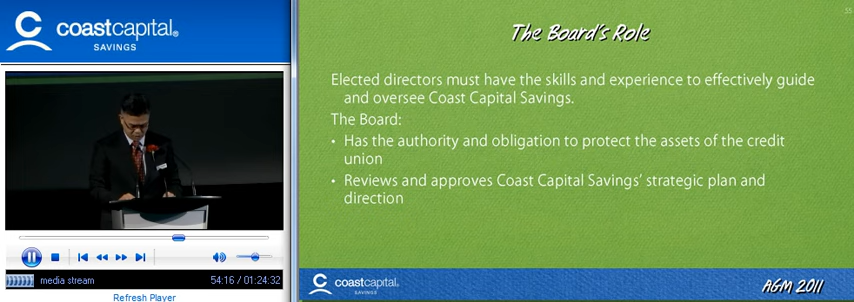 coastcapital®
SAVINGS
media stream
54:16 / 01:24:32
Refresh Player
The Board's Role
Elected directors must have the skills and experience to effectively guide
and oversee Coast Capital Savings.
The Board:
• Has the authority and obligation to protect the assets of the credit
union
• Reviews and approves Coast Capital Savings' strategic plan and
direction
coastcapital®
SAVINGS
AGM 2011